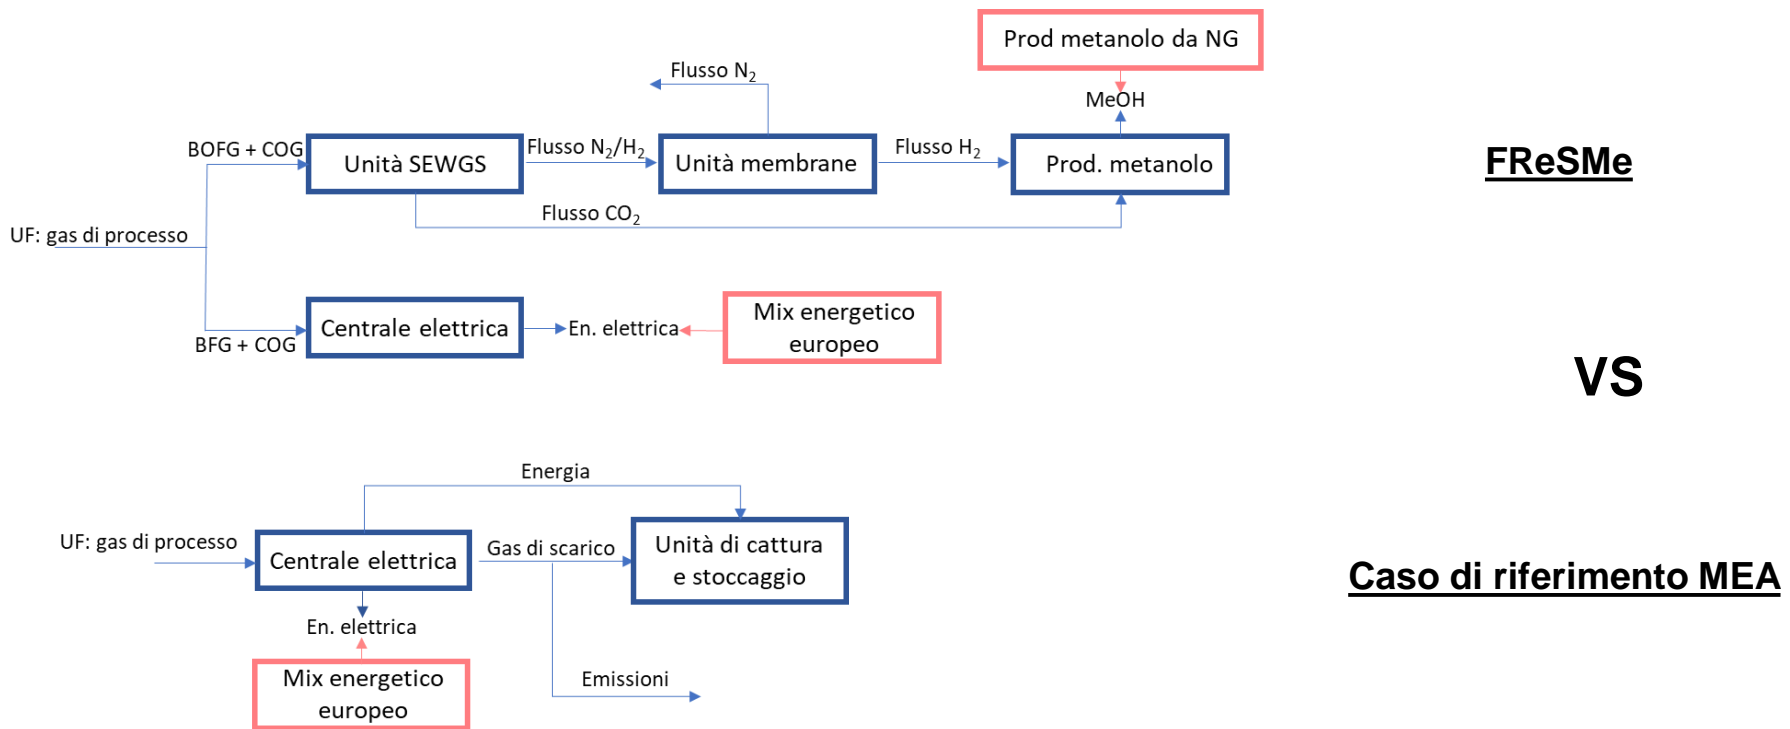 Prod metanolo da NG
Flusso N₂
MeOH
BOFG + COG
Unità SEWGS
Flusso N₂/H₂
Unità membrane
Flusso H₂
Prod. metanolo
FReSMe
Flusso CO₂
UF: gas di processo
Centrale elettrica
En. elettrica
Mix energetico
europeo
BFG + COG
VS
Energia
UF: gas di processo
Centrale elettrica
Gas di scarico
Unità di cattura
e stoccaggio
Caso di riferimento MEA
En. elettrica
Mix energetico
europeo
Emissioni